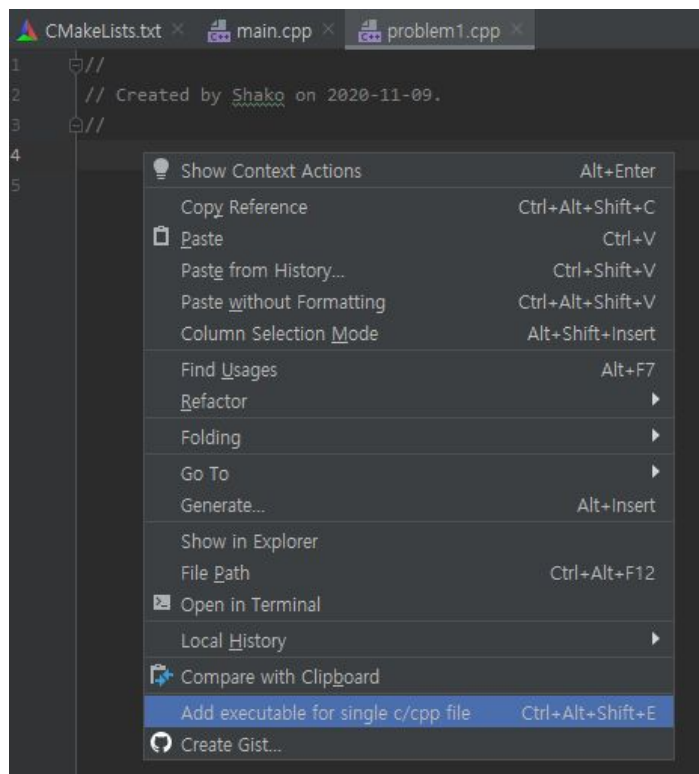 CMakeLists.txt main.cpp problem1.cpp
1 //
2 // Created by Shako on 2020-11-09.
3 //
4
5
Show Context Actions Alt+Enter
Copy Reference Ctrl+Alt+Shift+C
Paste Ctrl+V
Paste from History... Ctrl+Shift+V
Paste without Formatting Ctrl+Alt+Shift+V
Column Selection Mode Alt+Shift+Insert
Find Usages Alt+F7
Refactor
Folding
Go To
Generate... Alt+Insert
Show in Explorer
File Path Ctrl+Alt+F12
Open in Terminal
Local History
Compare with Clipboard
Add executable for single c/cpp file Ctrl+Alt+Shift+E
Create Gist...